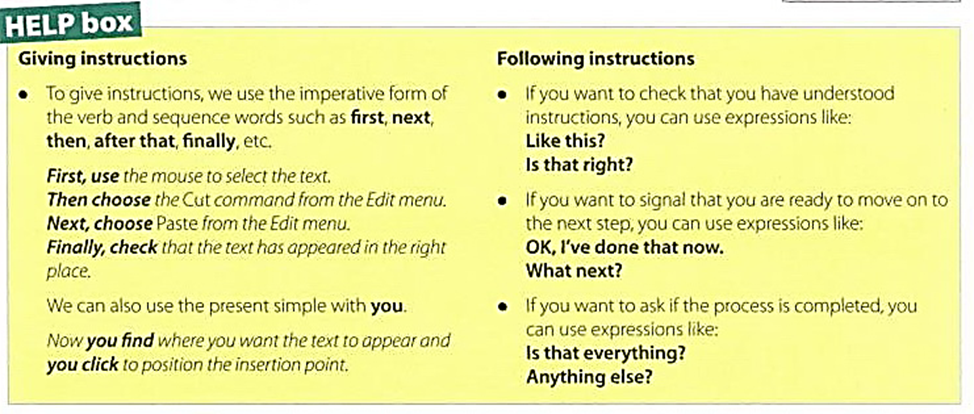 HELP box
Giving instructions
• To give instructions, we use the imperative form of
the verb and sequence words such as first, next,
then, after that, finally, etc.
First, use the mouse to select the text.
Then choose the Cut command from the Edit menu.
Next, choose Paste from the Edit menu.
Finally, check that the text has appeared in the right
place.
We can also use the present simple with you.
Now you find where you want the text to appear and
you click to position the insertion point.
Following instructions
• If you want to check that you have understood
instructions, you can use expressions like:
Like this?
Is that right?
• If you want to signal that you are ready to move on to
the next step, you can use expressions like:
OK, I've done that now.
What next?
• If you want to ask if the process is completed, you
can use expressions like:
Is that everything?
Anything else?